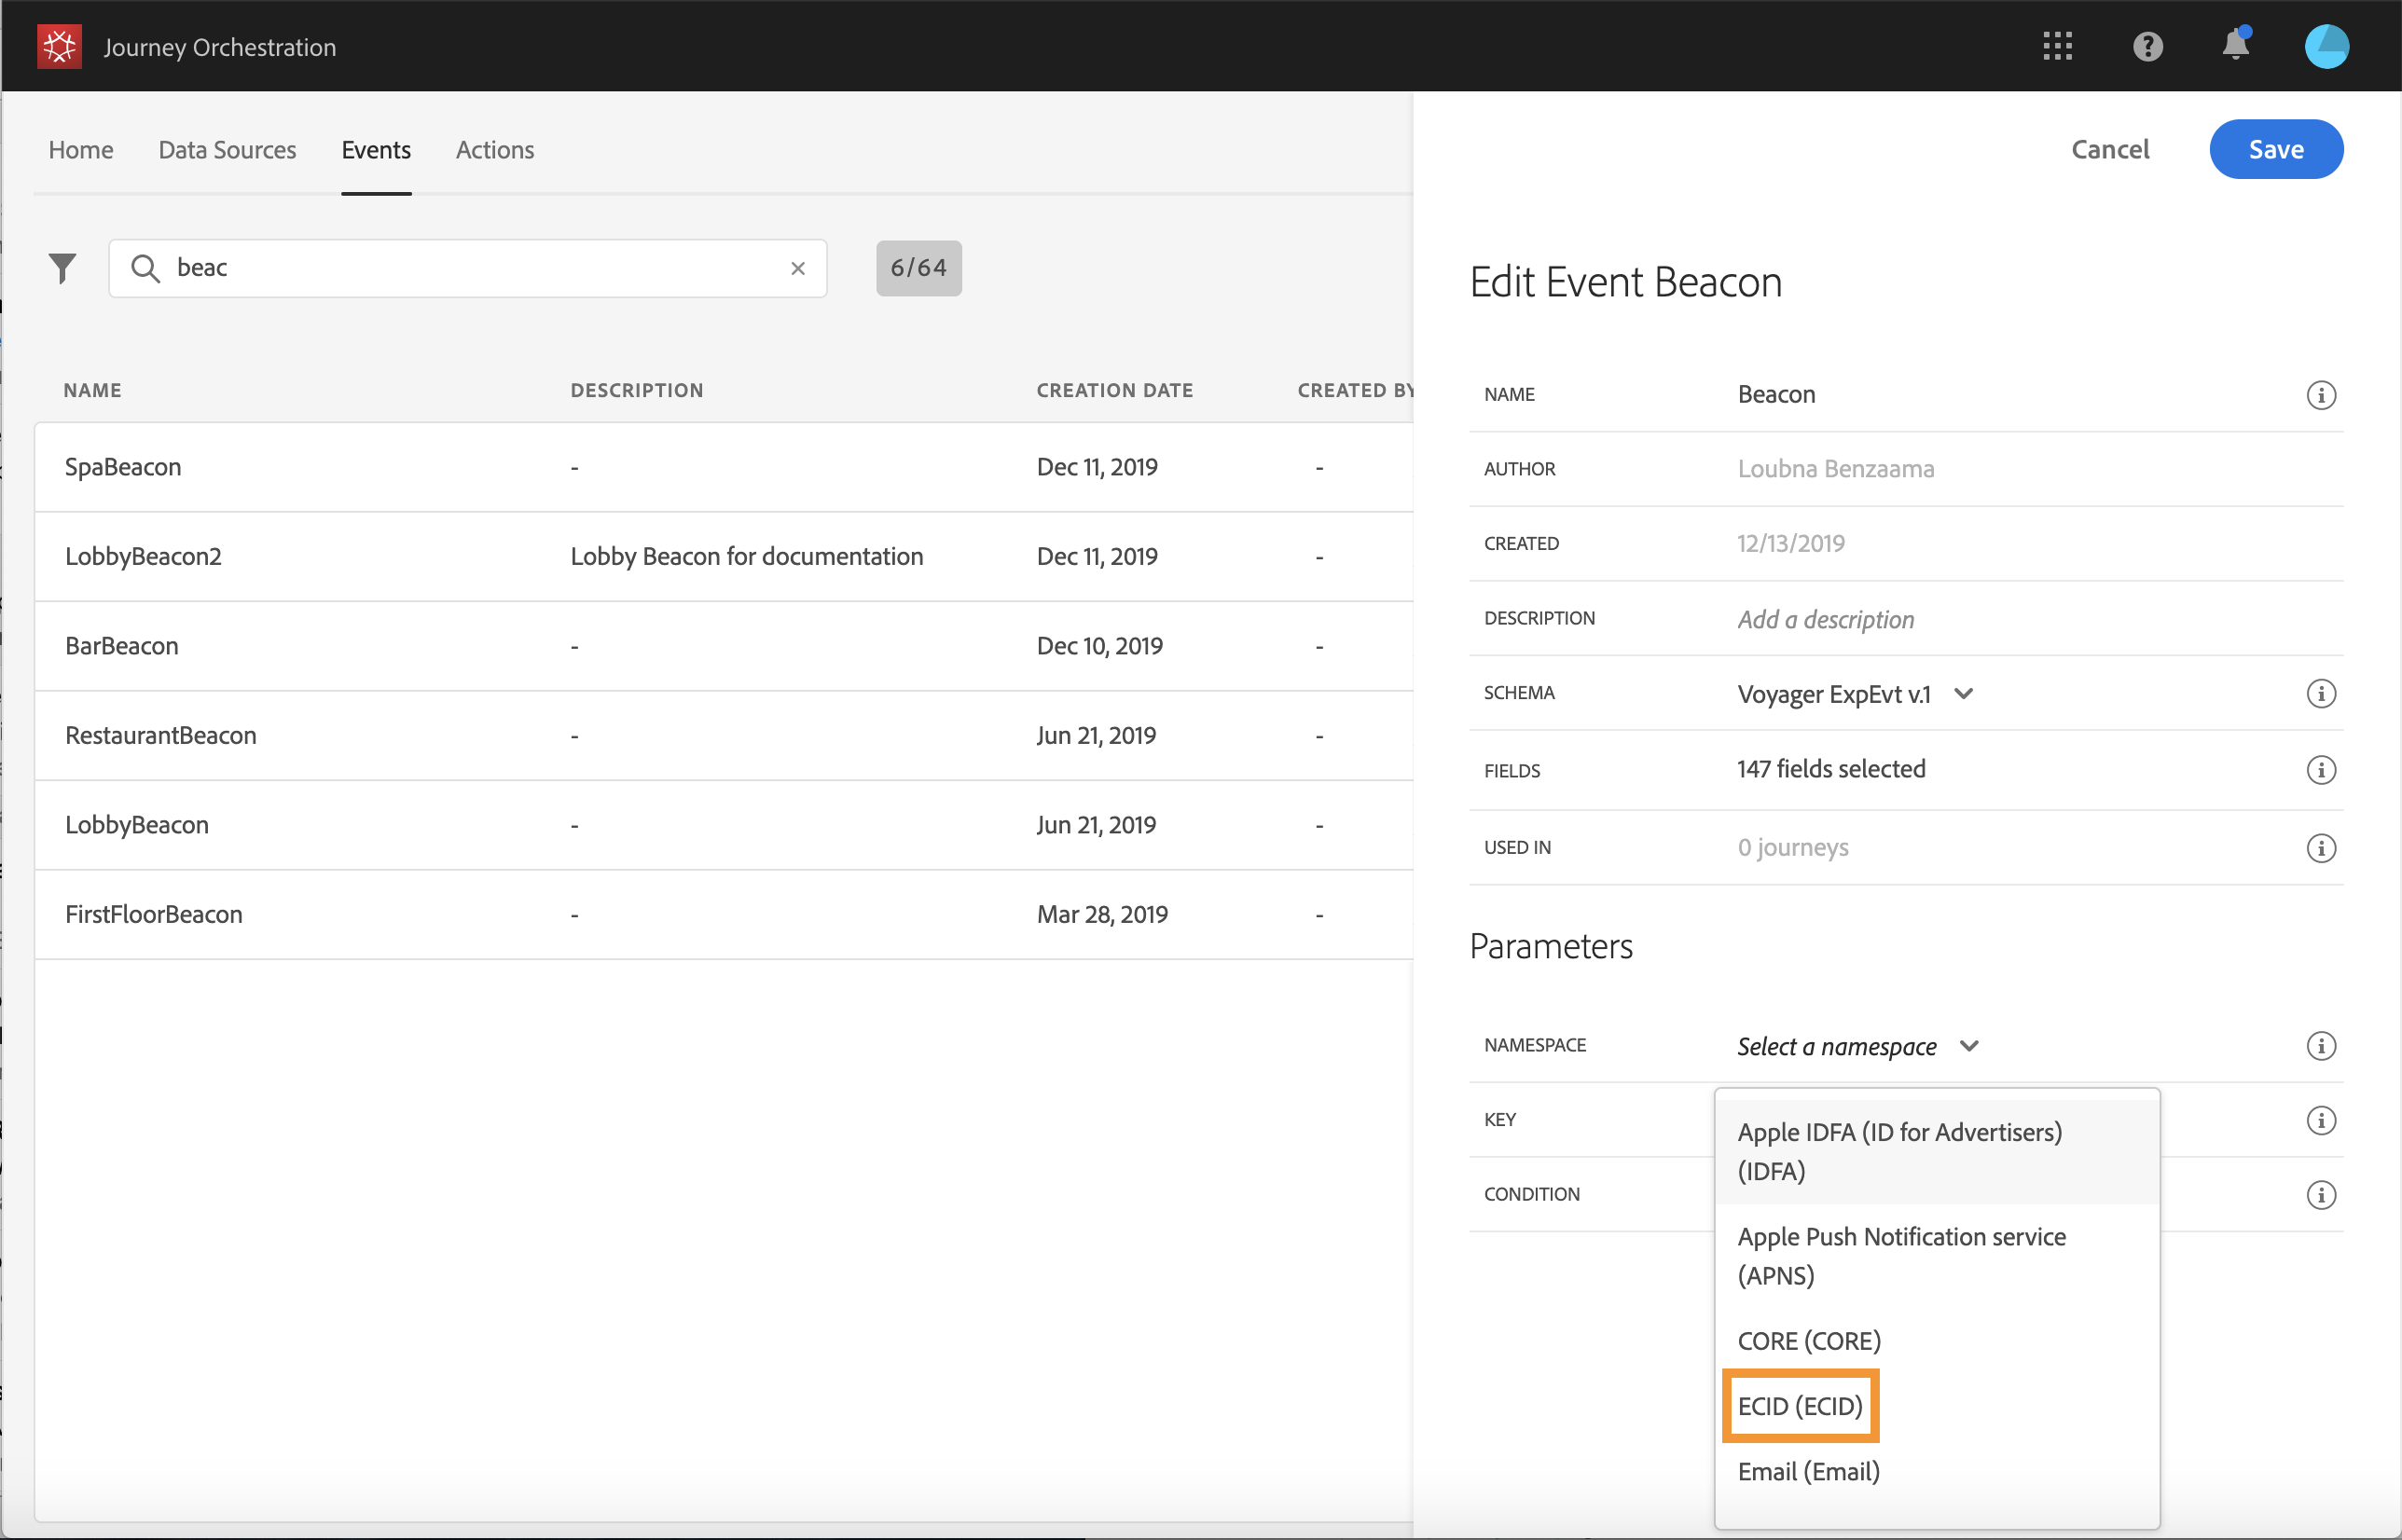 Journey Orchestration
Home Data Sources Events Actions
beac
6/64
NAME DESCRIPTION CREATION DATE CREATED BY
SpaBeacon - Dec 11, 2019 -
LobbyBeacon2 Lobby Beacon for documentation Dec 11, 2019 -
BarBeacon - Dec 10, 2019 -
RestaurantBeacon - Jun 21, 2019 -
LobbyBeacon - Jun 21, 2019 -
FirstFloorBeacon - Mar 28, 2019 -
Cancel Save
Edit Event Beacon
NAME Beacon
AUTHOR Loubna Benzaama
CREATED 12/13/2019
DESCRIPTION Add a description
SCHEMA Voyager ExpEvt v.1
FIELDS 147 fields selected
USED IN 0 journeys
Parameters
NAMESPACE Select a namespace
KEY
CONDITION
Apple IDFA (ID for Advertisers)
(IDFA)
Apple Push Notification service
(APNS)
CORE (CORE)
ECID (ECID)
Email (Email)